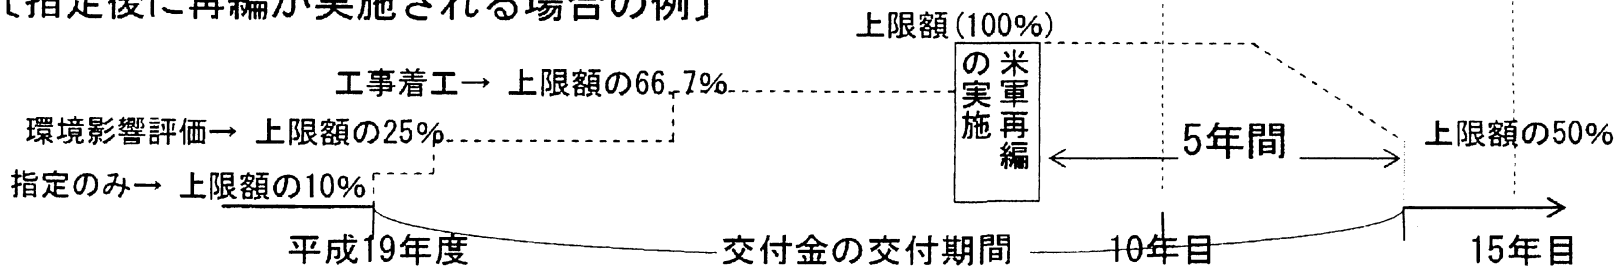 〔指定後に再編が実施される場合の例〕
上限額(100%)
工事着工→ 上限額の66.7%
米軍再編の実施
環境影響評価→ 上限額の25%
5年間
上限額の50%
指定のみ→ 上限額の10%
平成19年度
交付金の交付期間
10年目
15年目